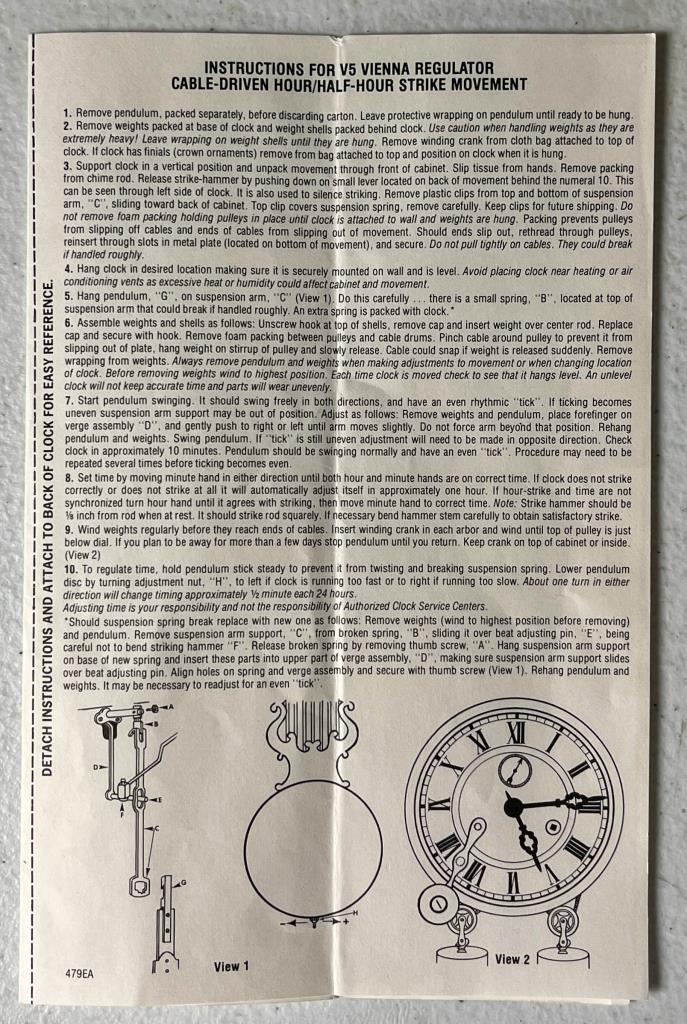 INSTRUCTIONS FOR V5 VIENNA REGULATOR
CABLE-DRIVEN HOUR/HALF-HOUR STRIKE MOVEMENT
1. Remove pendulum, packed separately, before discarding carton. Leave protective wrapping on pendulum until ready to be hung.
2. Remove weights packed at base of clock and weight shells packed behind clock. Use caution when handling weights as they are
extremely heavy! Leave wrapping on weight shells until they are hung. Remove winding crank from cloth bag attached to top of
clock. If clock has finials (crown ornaments) remove from bag attached to top and position on clock when it is hung.
3. Support clock in a vertical position and unpack movement through front of cabinet. Slip tissue from hands. Remove packing
from chime rod. Release strike-hammer by pushing down on small lever located on back of movement behind the numeral 10. This
can be seen through left side of clock. It is also used to silence striking. Remove plastic clips from top and bottom of suspension
arm, "C", sliding toward back of cabinet. Top clip covers suspension spring, remove carefully. Keep clips for future shipping. Do
not remove foam packing holding pulleys in place until clock is attached to wall and weights are hung. Packing prevents pulleys
from slipping off cables and ends of cables from slipping out of movement. Should ends slip out, rethread through pulleys,
reinsert through slots in metal plate (located on bottom of movement), and secure. Do not pull tightly on cables. They could break
if handled roughly.
4. Hang clock in desired location making sure it is securely mounted on wall and is level. Avoid placing clock near heating or air
conditioning vents as excessive heat or humidity could affect cabinet and movement.
5. Hang pendulum, "G", on suspension arm, "C" (View 1). Do this carefully ... there is a small spring, "B", located at top of
suspension arm that could break if handled roughly. An extra spring is packed with clock.*
6. Assemble weights and shells as follows: Unscrew hook at top of shells, remove cap and insert weight over center rod. Replace
cap and secure with hook. Remove foam packing between pulleys and cable drums. Pinch cable around pulley to prevent it from
slipping out of plate, hang weight on stirrup of pulley and slowly release. Cable could snap if weight is released suddenly. Remove
wrapping from weights. Always remove pendulum and weights when making adjustments to movement or when changing location
of clock. Before removing weights wind to highest position. Each time clock is moved check to see that it hangs level. An unlevel
clock will not keep accurate time and parts will wear unevenly.
7. Start pendulum swinging. It should swing freely in both directions, and have an even rhythmic "tick". If ticking becomes
uneven suspension arm support may be out of position. Adjust as follows: Remove weights and pendulum, place forefinger on
verge assembly "D", and gently push to right or left until arm moves slightly. Do not force arm beyond that position. Rehang
pendulum and weights. Swing pendulum. If "tick" is still uneven adjustment will need to be made in opposite direction. Check
clock in approximately 10 minutes. Pendulum should be swinging normally and have an even "tick". Procedure may need to be
repeated several times before ticking becomes even.
8. Set time by moving minute hand in either direction until both hour and minute hands are on correct time. If clock does not strike
correctly or does not strike at all it will automatically adjust itself in approximately one hour. If hour-strike and time are not
synchronized turn hour hand until it agrees with striking, then move minute hand to correct time. Note: Strike hammer should be
⅛ inch from rod when at rest. It should strike rod squarely. If necessary bend hammer stem carefully to obtain satisfactory strike.
9. Wind weights regularly before they reach ends of cables. Insert winding crank in each arbor and wind until top of pulley is just
below dial. If you plan to be away for more than a few days stop pendulum until you return. Keep crank on top of cabinet or inside.
(View 2)
10. To regulate time, hold pendulum stick steady to prevent it from twisting and breaking suspension spring. Lower pendulum
disc by turning adjustment nut, "H", to left if clock is running too fast or to right if running too slow. About one turn in either
direction will change timing approximately ½ minute each 24 hours.
Adjusting time is your responsibility and not the responsibility of Authorized Clock Service Centers.
*Should suspension spring break replace with new one as follows: Remove weights (wind to highest position before removing)
and pendulum. Remove suspension arm support, "C", from broken spring, "B", sliding it over beat adjusting pin, "E", being
careful not to bend striking hammer "F". Release broken spring by removing thumb screw, "A". Hang suspension arm support
on base of new spring and insert these parts into upper part of verge assembly, "D", making sure suspension arm support slides
over beat adjusting pin. Align holes on spring and verge assembly and secure with thumb screw (View 1). Rehang pendulum and
weights. It may be necessary to readjust for an even "tick".
DETACH INSTRUCTIONS AND ATTACH TO BACK OF CLOCK FOR EASY REFERENCE.
A
B
D
E
F
C
G
H
- +
XII
I
II
III
IIII
V
VI
VII
VIII
IX
X
XI
View 1
View 2
479EA